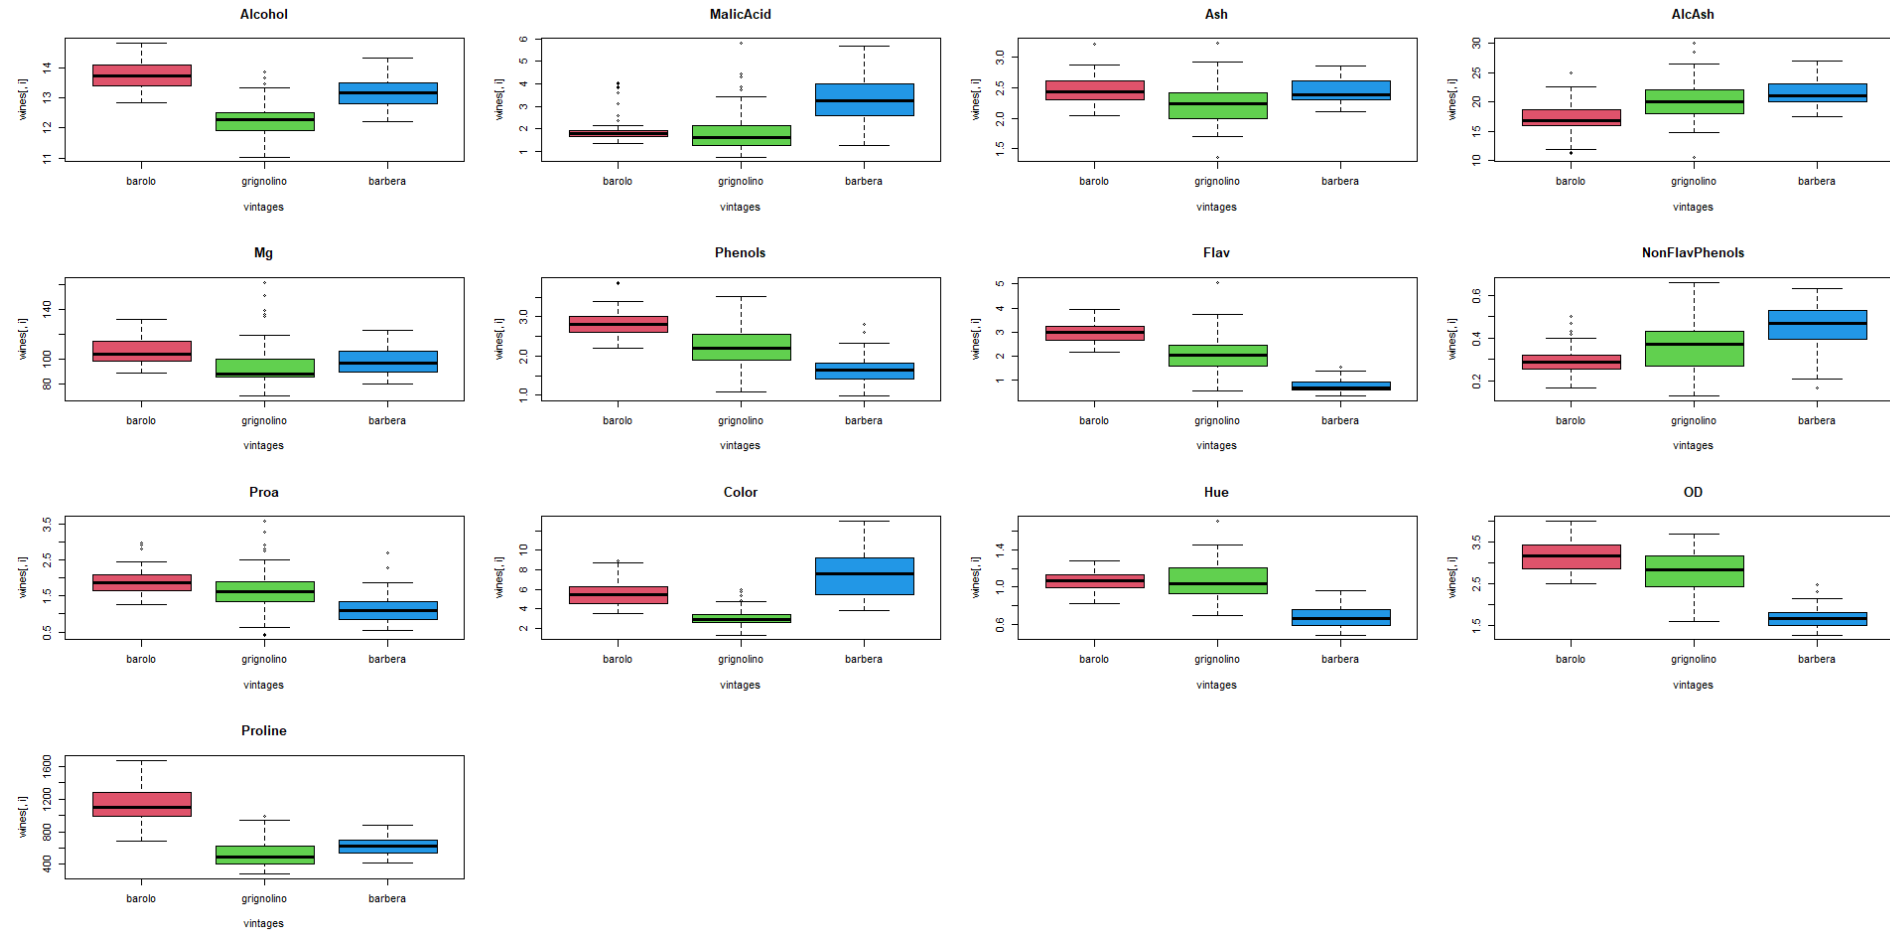 Alcohol
wines[, i]
14
13
12
11
barolo grignolino barbera
vintages
MalicAcid
wines[, i]
6
5
4
3
2
1
barolo grignolino barbera
vintages
Ash
wines[, i]
3.0
2.5
2.0
1.5
barolo grignolino barbera
vintages
AlcAsh
wines[, i]
30
25
20
15
10
barolo grignolino barbera
vintages
Mg
wines[, i]
140
100
80
barolo grignolino barbera
vintages
Phenols
wines[, i]
3.0
2.0
1.0
barolo grignolino barbera
vintages
Flav
wines[, i]
5
4
3
2
1
barolo grignolino barbera
vintages
NonFlavPhenols
wines[, i]
0.6
0.4
0.2
barolo grignolino barbera
vintages
Proa
wines[, i]
3.5
2.5
1.5
0.5
barolo grignolino barbera
vintages
Color
wines[, i]
10
8
6
4
2
barolo grignolino barbera
vintages
Hue
wines[, i]
1.4
1.0
0.6
barolo grignolino barbera
vintages
OD
wines[, i]
3.5
2.5
1.5
barolo grignolino barbera
vintages
Proline
wines[, i]
1600
1200
800
400
barolo grignolino barbera
vintages